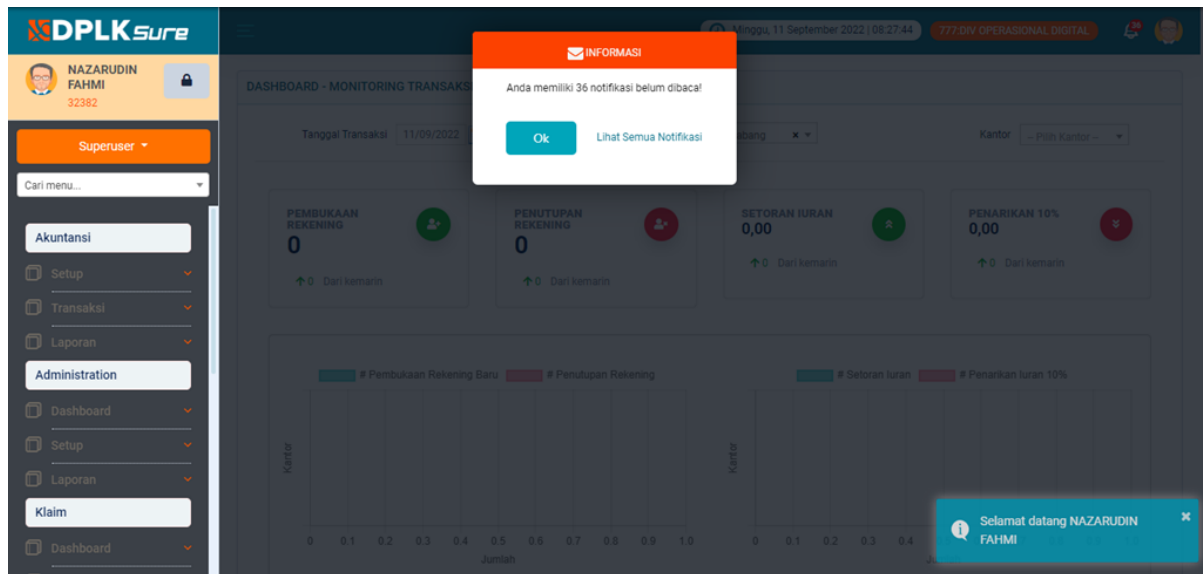 DPLKSure
NAZARUDIN
FAHMI
32382
Superuser
Cari menu...
Akuntansi
Setup
Transaksi
Laporan
Administration
Dashboard
Setup
Laporan
Klaim
Dashboard
Minggu, 11 September 2022 | 08:27:44
777:DIV OPERASIONAL DIGITAL
INFORMASI
Anda memiliki 36 notifikasi belum dibaca!
Ok
Lihat Semua Notifikasi
DASHBOARD - MONITORING TRANSAKS
Tanggal Transaksi
11/09/2022
abang
Kantor
-- Pilih Kantor --
PEMBUKAAN
REKENING
0
0 Dari kemarin
PENUTUPAN
REKENING
0
0 Dari kemarin
SETORAN IURAN
0,00
0 Dari kemarin
PENARIKAN 10%
0,00
0 Dari kemarin
# Pembukaan Rekening Baru
# Penutupan Rekening
Kantor
0 0.1 0.2 0.3 0.4 0.5 0.6 0.7 0.8 0.9 1.0
Jumlah
# Setoran Iuran
# Penarikan Iuran 10%
Kantor
0 0.1 0.2 0.3 0.4
Selamat datang NAZARUDIN
FAHMI